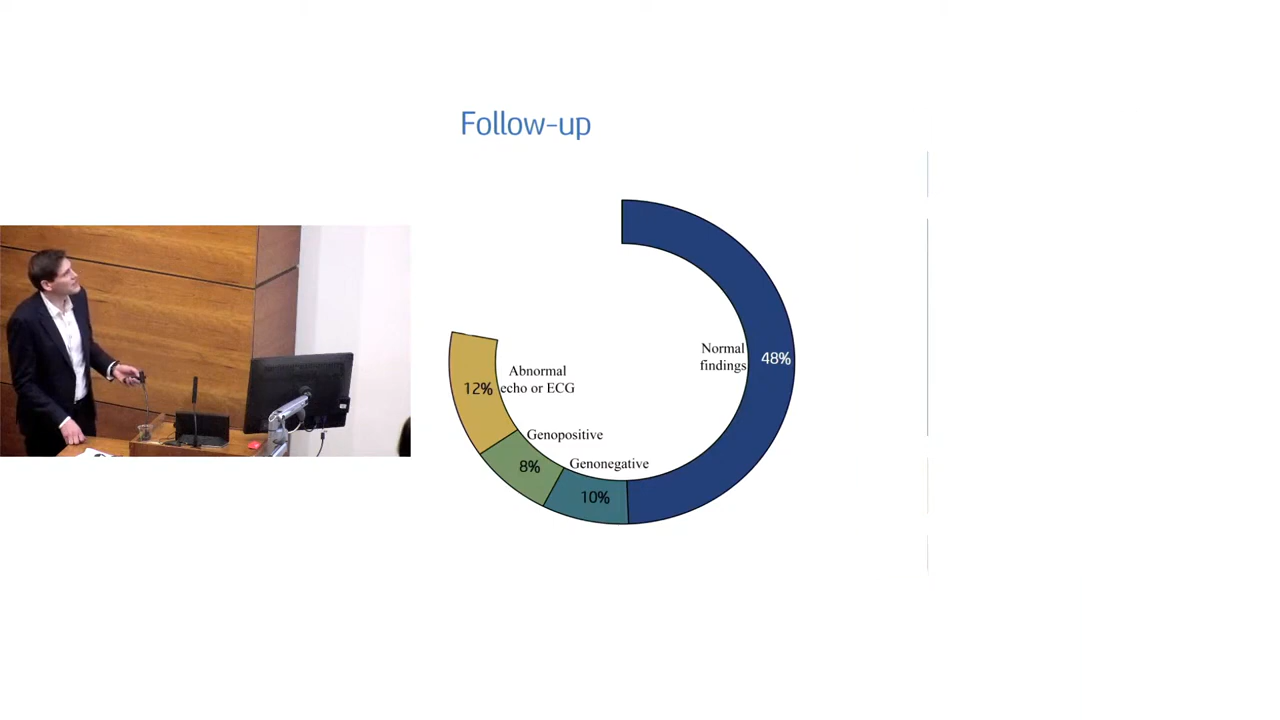 Follow-up
Normal
findings
48%
Abnormal
echo or ECG
12%
Genopositive
8%
Genonegative
10%